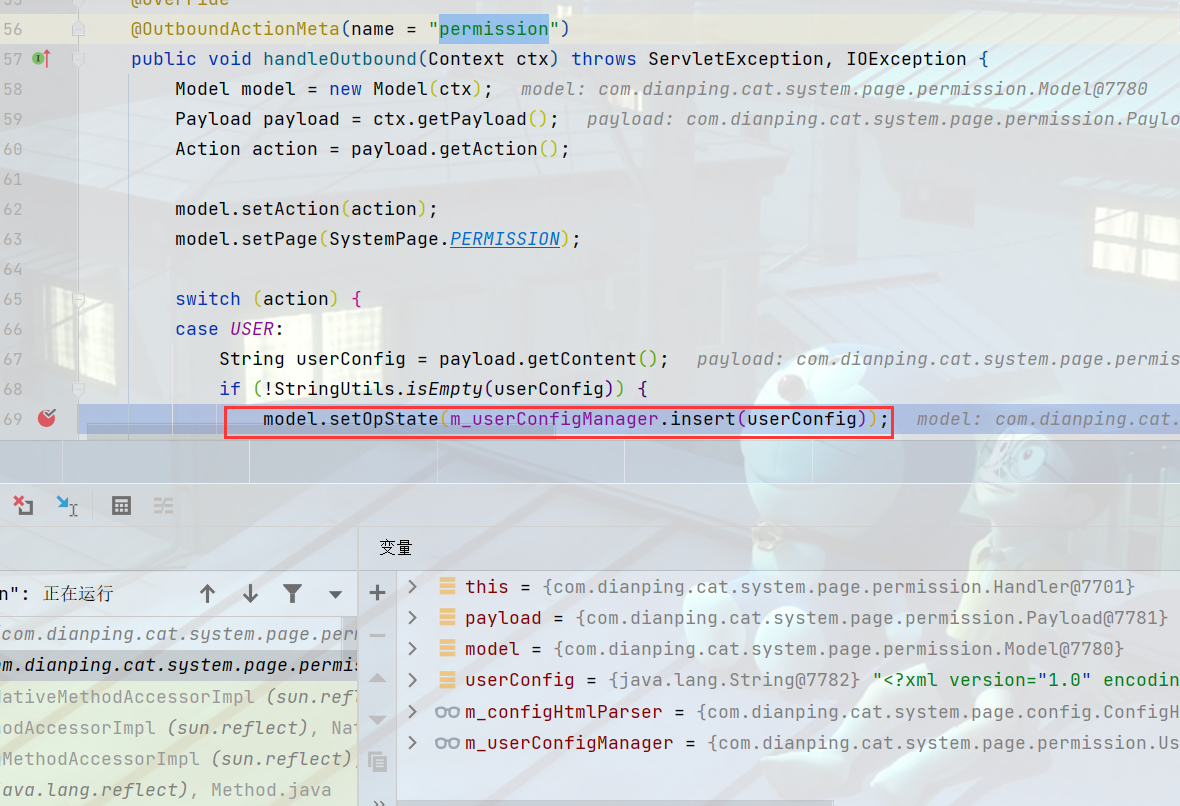 @Override
56 @OutboundActionMeta(name = "permission")
57 public void handleOutbound(Context ctx) throws ServletException, IOException {
58 Model model = new Model(ctx); model: com.dianping.cat.system.page.permission.Model@7780
59 Payload payload = ctx.getPayload(); payload: com.dianping.cat.system.page.permission.Paylo
60 Action action = payload.getAction();
61
62 model.setAction(action);
63 model.setPage(SystemPage.PERMISSION);
64
65 switch (action) {
66 case USER:
67 String userConfig = payload.getContent(); payload: com.dianping.cat.system.page.permis
68 if (!StringUtils.isEmpty(userConfig)) {
69 model.setOpState(m_userConfigManager.insert(userConfig)); model: com.dianping.cat.
变量
n": 正在运行
com.dianping.cat.system.page.perm
m.dianping.cat.system.page.permis
NativeMethodAccessorImpl (sun.ref
hodAccessorImpl (sun.reflect), Nat
MethodAccessorImpl (sun.reflect)
ava.lang.reflect), Method.java
this = {com.dianping.cat.system.page.permission.Handler@7701}
payload = {com.dianping.cat.system.page.permission.Payload@7781}
model = {com.dianping.cat.system.page.permission.Model@7780}
userConfig = {java.lang.String@7782} "<?xml version="1.0" encodin
m_configHtmlParser = {com.dianping.cat.system.page.config.ConfigH
m_userConfigManager = {com.dianping.cat.system.page.permission.Us